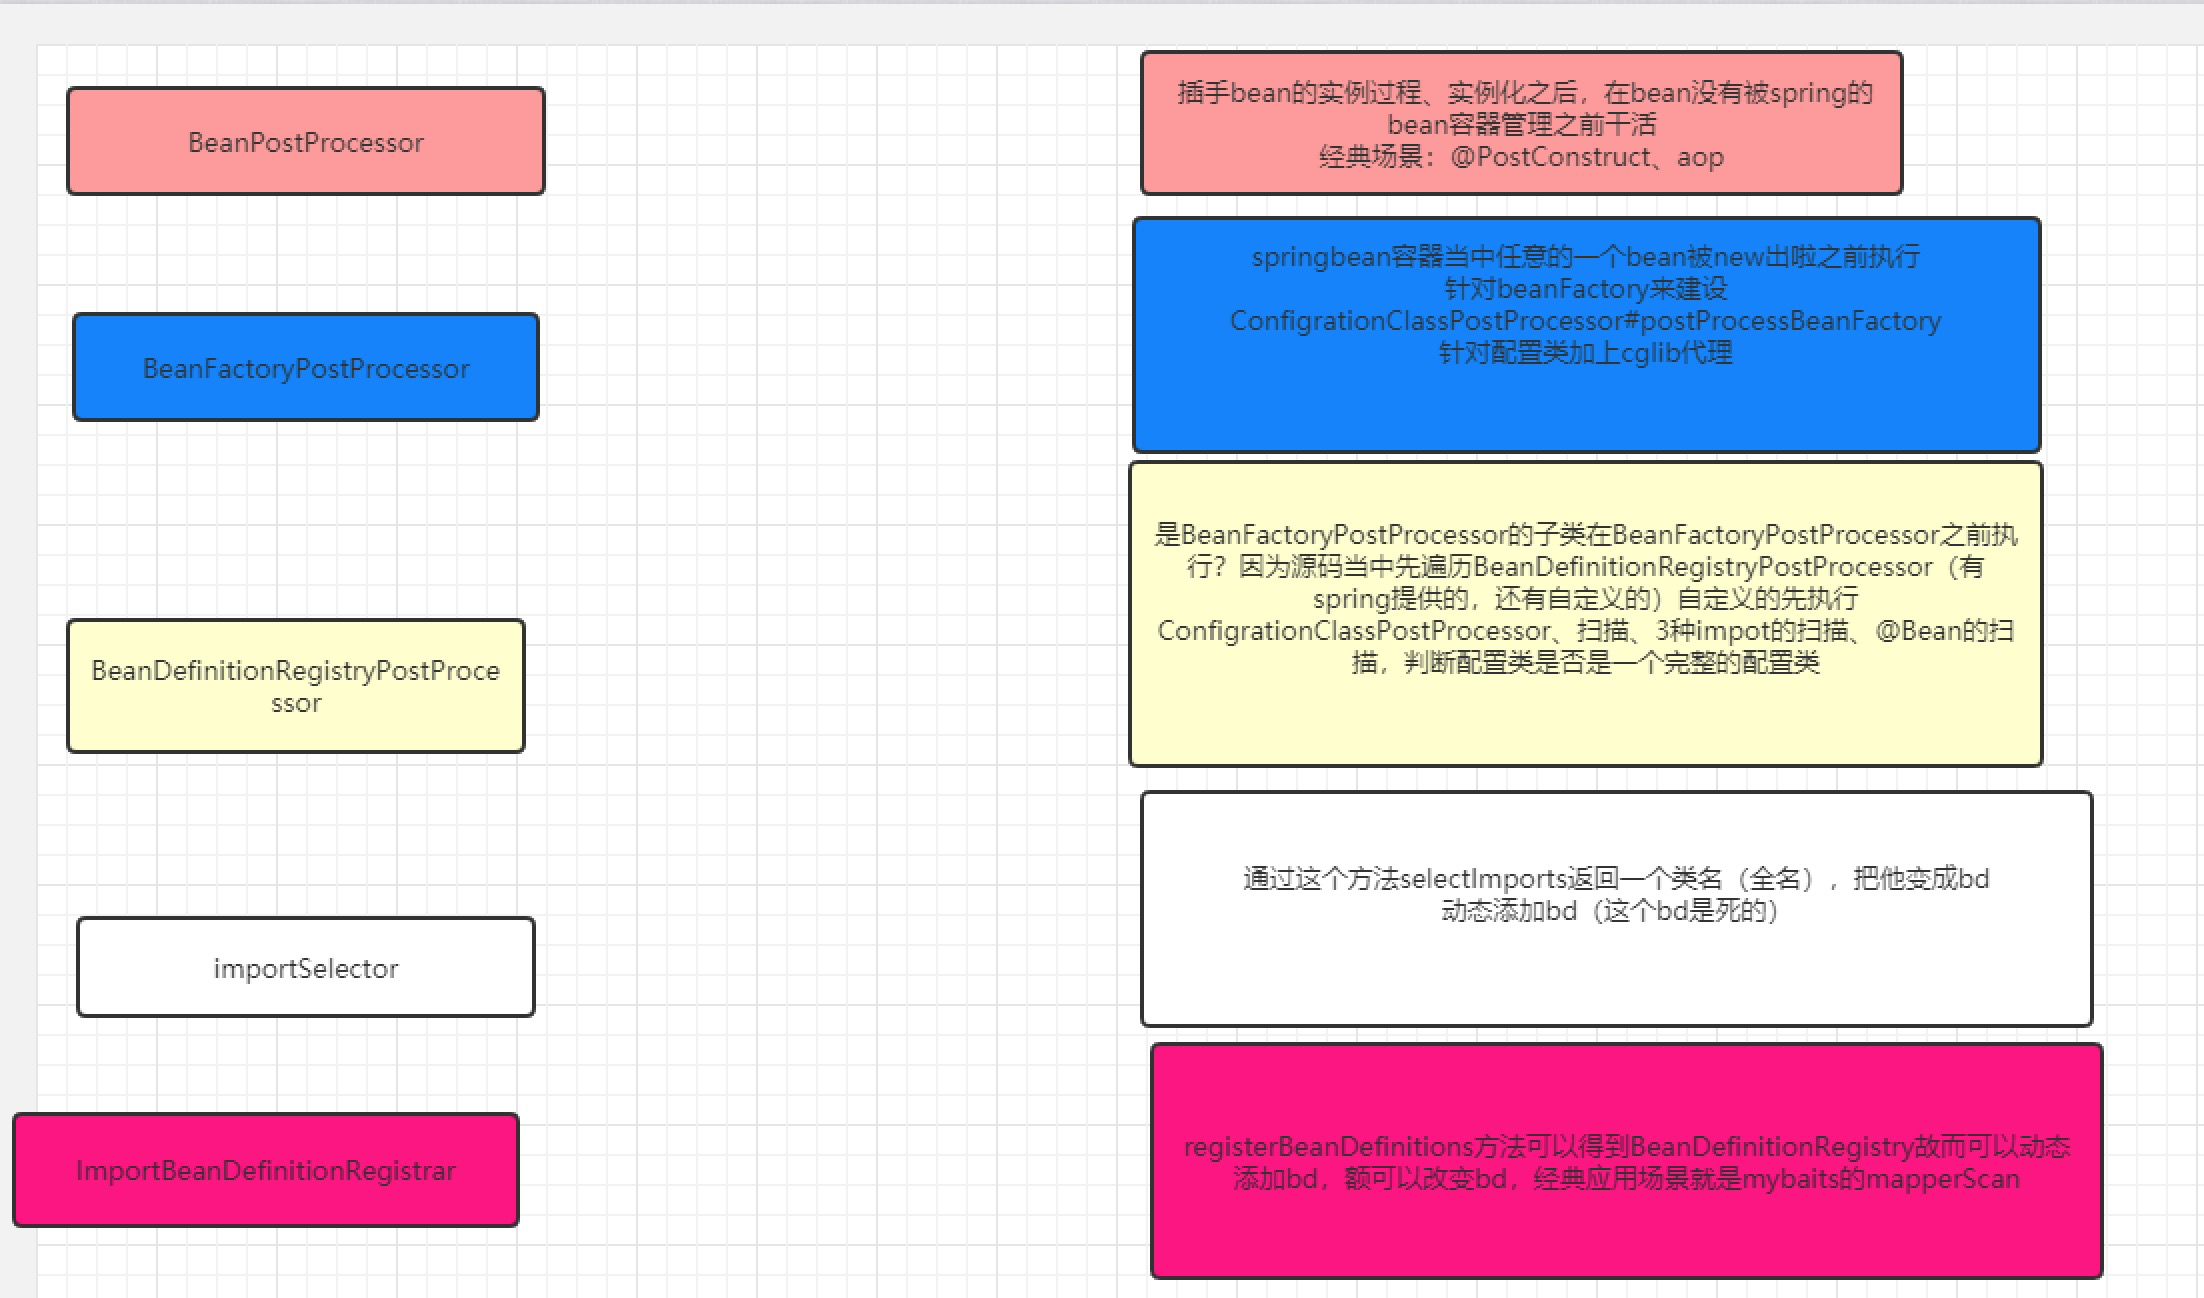 BeanPostProcessor
插手bean的实例过程、实例化之后，在bean没有被spring的
bean容器管理之前干活
经典场景：@PostConstruct、aop
BeanFactoryPostProcessor
springbean容器当中任意的一个bean被new出啦之前执行
针对beanFactory来建设
ConfigrationClassPostProcessor#postProcessBeanFactory
针对配置类加上cglib代理
BeanDefinitionRegistryPostProce
ssor
是BeanFactoryPostProcessor的子类在BeanFactoryPostProcessor之前执
行？因为源码当中先遍历BeanDefinitionRegistryPostProcessor（有
spring提供的，还有自定义的）自定义的先执行
ConfigrationClassPostProcessor、扫描、3种impot的扫描、@Bean的扫
描，判断配置类是否是一个完整的配置类
importSelector
通过这个方法selectImports返回一个类名（全名），把他变成bd
动态添加bd（这个bd是死的）
ImportBeanDefinitionRegistrar
registerBeanDefinitions方法可以得到BeanDefinitionRegistry故而可以动态
添加bd，额可以改变bd，经典应用场景就是mybaits的mapperScan